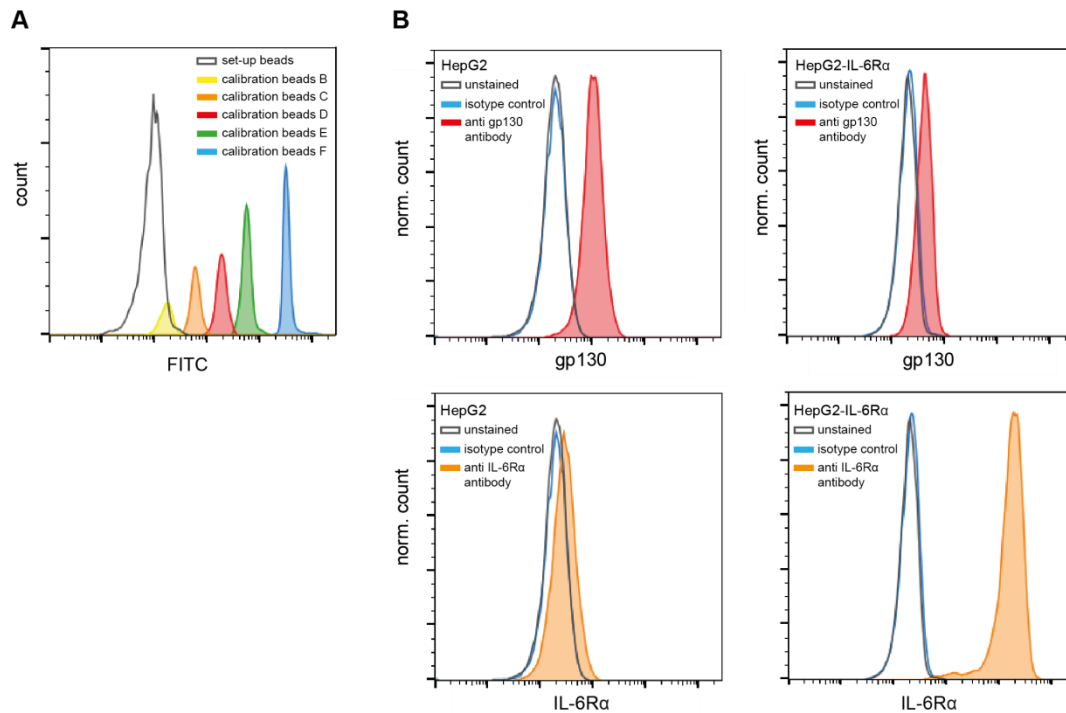 A
set-up beads
calibration beads B
calibration beads C
calibration beads D
calibration beads E
calibration beads F
count
FITC
B
HepG2
unstained
isotype control
anti gp130
antibody
norm. count
gp130
HepG2-IL-6Rα
unstained
isotype control
anti gp130
antibody
norm. count
gp130
HepG2
unstained
isotype control
anti IL-6Rα
antibody
norm. count
IL-6Rα
HepG2-IL-6Rα
unstained
isotype control
anti IL-6Rα
antibody
norm. count
IL-6Rα